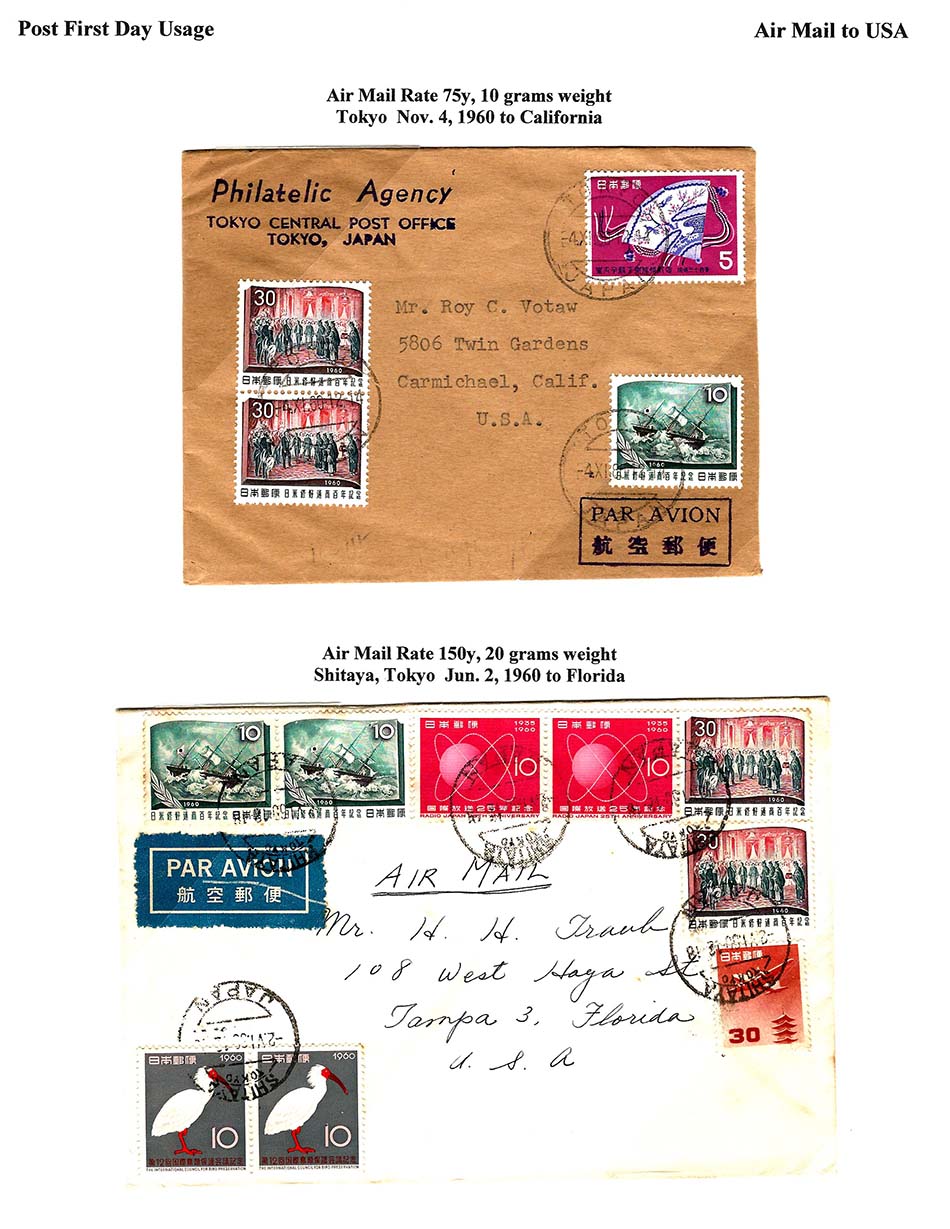 Post First Day Usage
Air Mail to USA
Air Mail Rate 75y, 10 grams weight
Tokyo Nov. 4, 1960 to California
Philatelic Agency
TOKYO CENTRAL POST OFFICE
TOKYO, JAPAN
日本郵便
5
Mr. Roy C. Votaw
5806 Twin Gardens
Carmichael, Calif.
U.S.A.
30
1960
日本郵便 日米修好通商百年記念
30
1960
日本郵便 日米修好通商百年記念
10
1960
日本郵便 日米修好通商百年記念
JAPAN
PAR AVION
航空郵便
Air Mail Rate 150y, 20 grams weight
Shitaya, Tokyo Jun. 2, 1960 to Florida
10
1960
日米修好通商百年記念 日本郵便
10
1960
日米修好通商百年記念 日本郵便
日本郵便
1935
1960
10
国際放送25年記念
RADIO JAPAN 25TH ANNIVERSARY
日本郵便
1935
1960
10
国際放送25年記念
RADIO JAPAN 25TH ANNIVERSARY
30
1960
日本郵便 日米修好通商百年記念
30
1960
日本郵便 日米修好通商百年記念
日本郵便
30
PAR AVION
航空郵便
AIR MAIL
Mr. H. H. Traub
108 West Haya St.
Tampa 3, Florida
U. S. A
JAPAN
SHITAYA
TOKYO
日本郵便
1960
10
第12回国際鳥類保護会議記念
THE INTERNATIONAL COUNCIL FOR BIRD PRESERVATION
日本郵便
1960
10
第12回国際鳥類保護会議記念
THE INTERNATIONAL COUNCIL FOR BIRD PRESERVATION